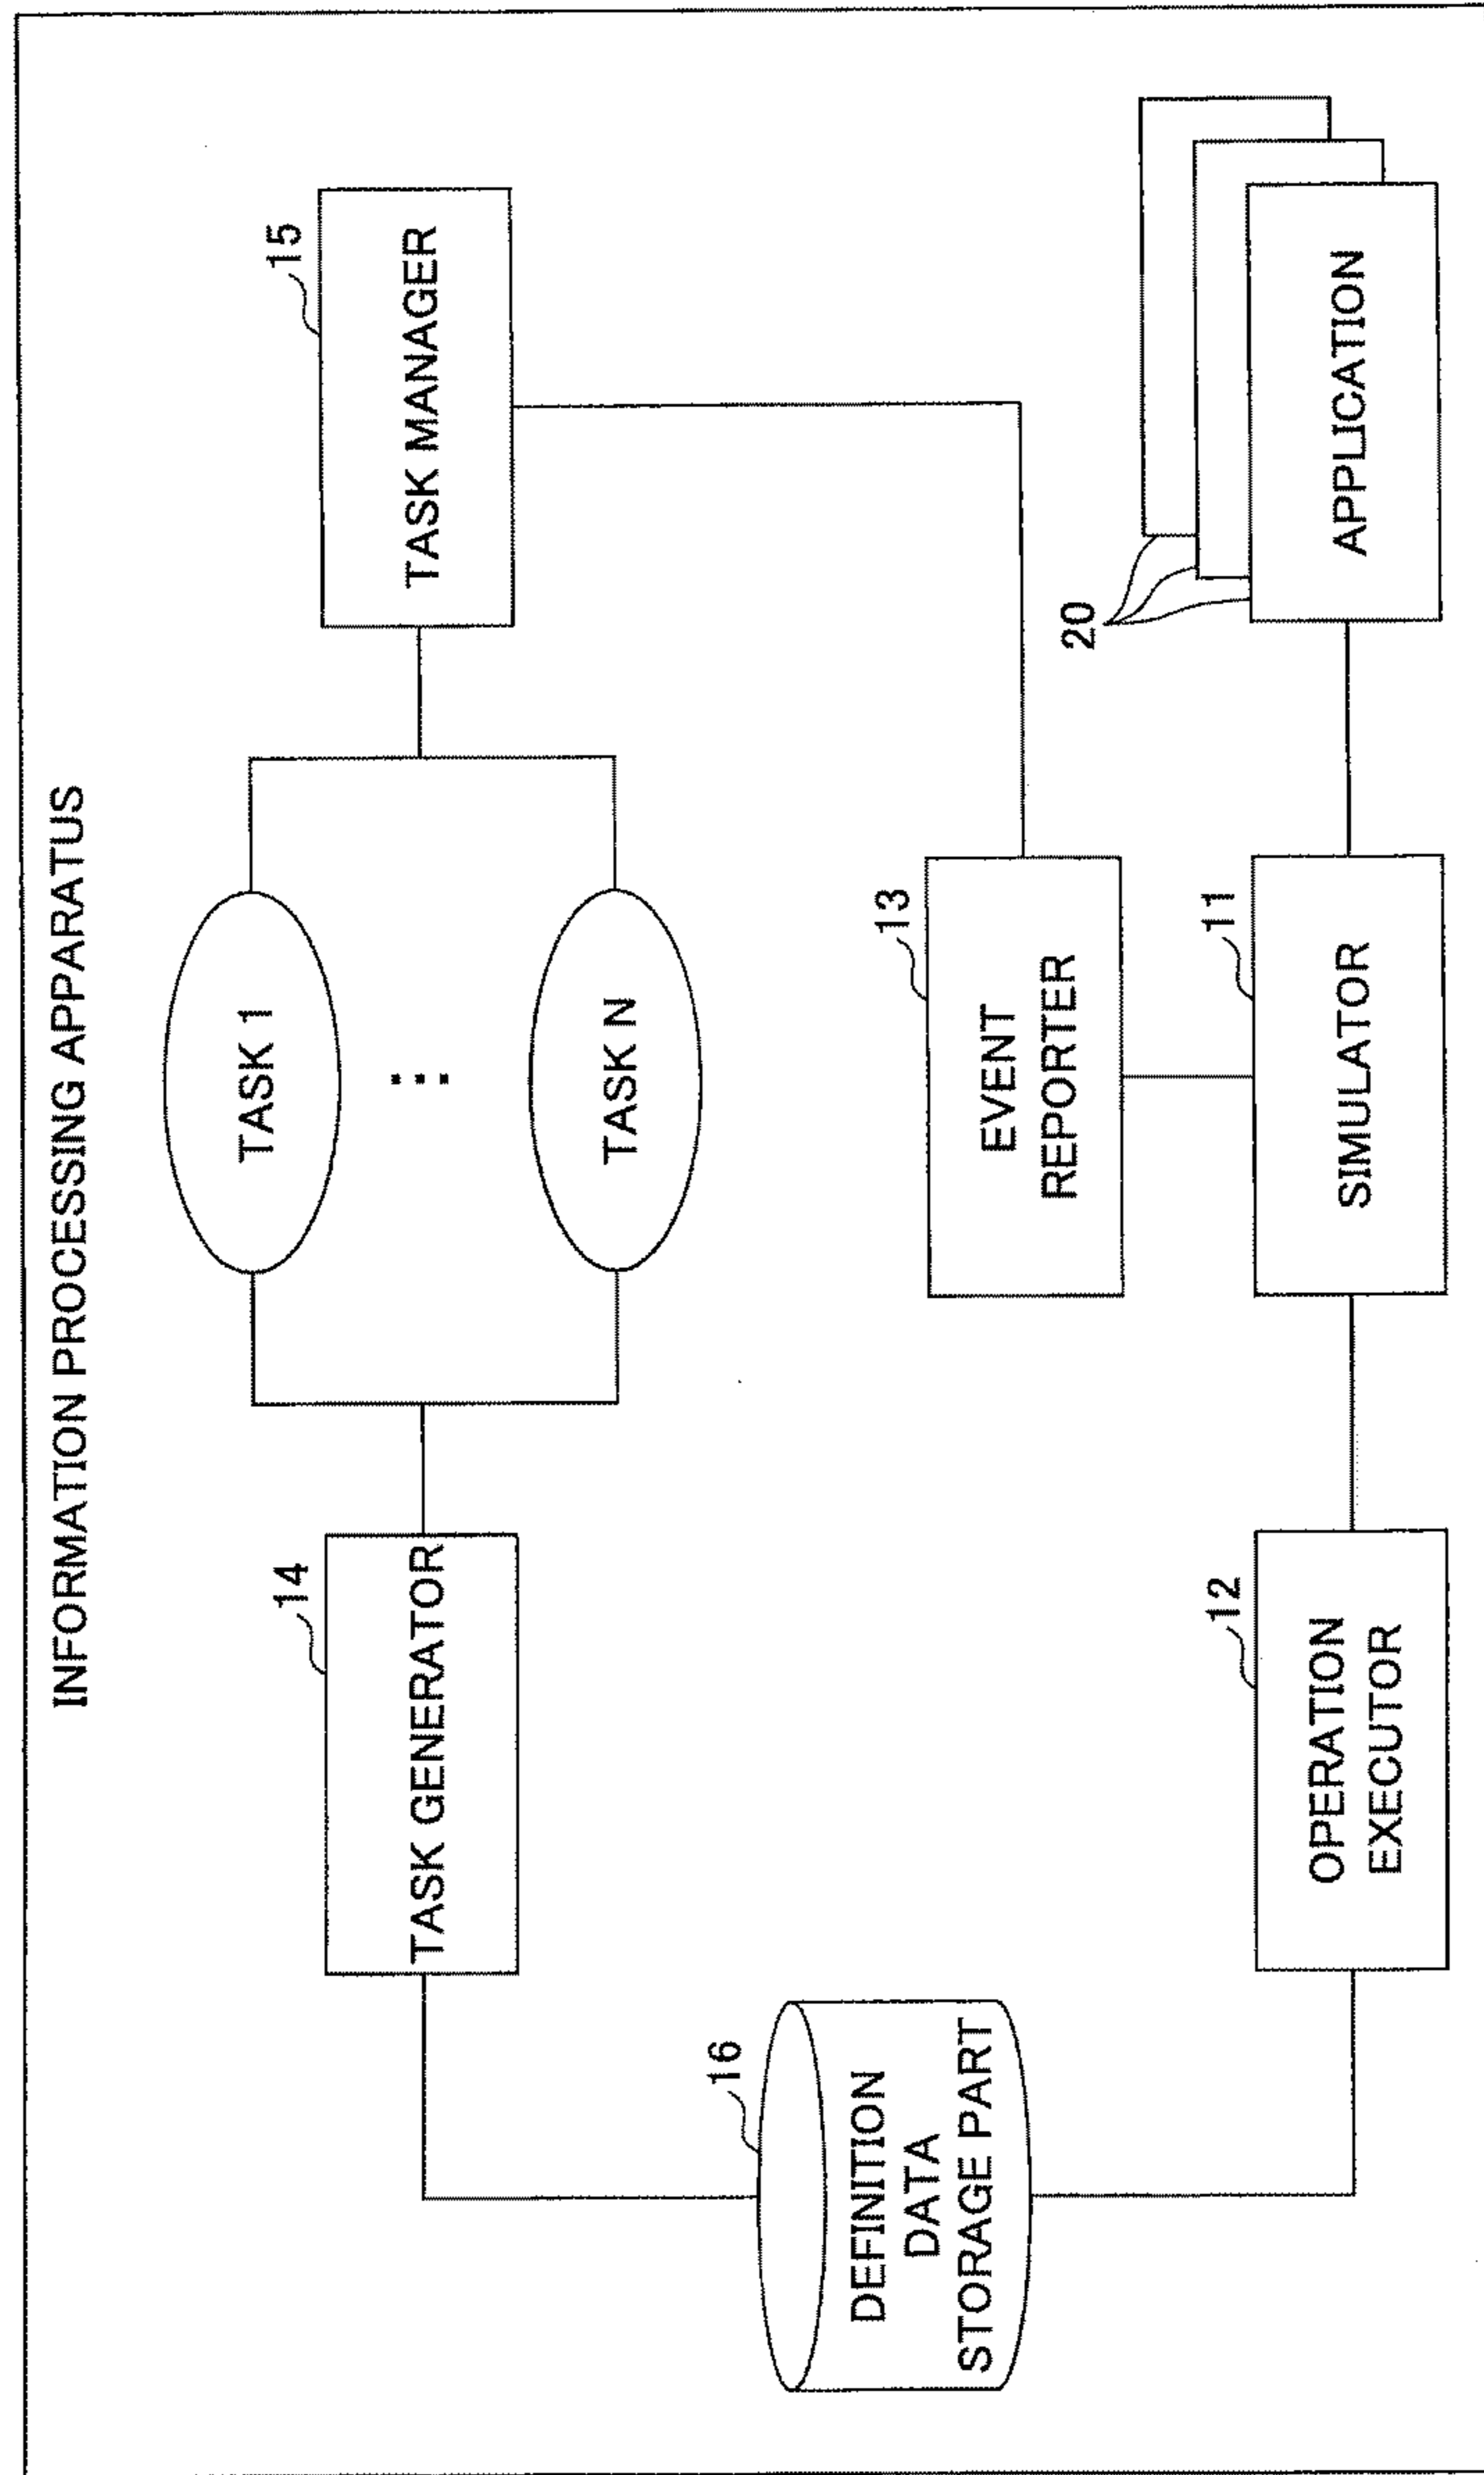 INFORMATION PROCESSING APPARATUS
14
TASK GENERATOR
TASK 1
...
TASK N
15
TASK MANAGER
16
DEFINITION
DATA
STORAGE PART
13
EVENT
REPORTER
12
OPERATION
EXECUTOR
11
SIMULATOR
20
APPLICATION